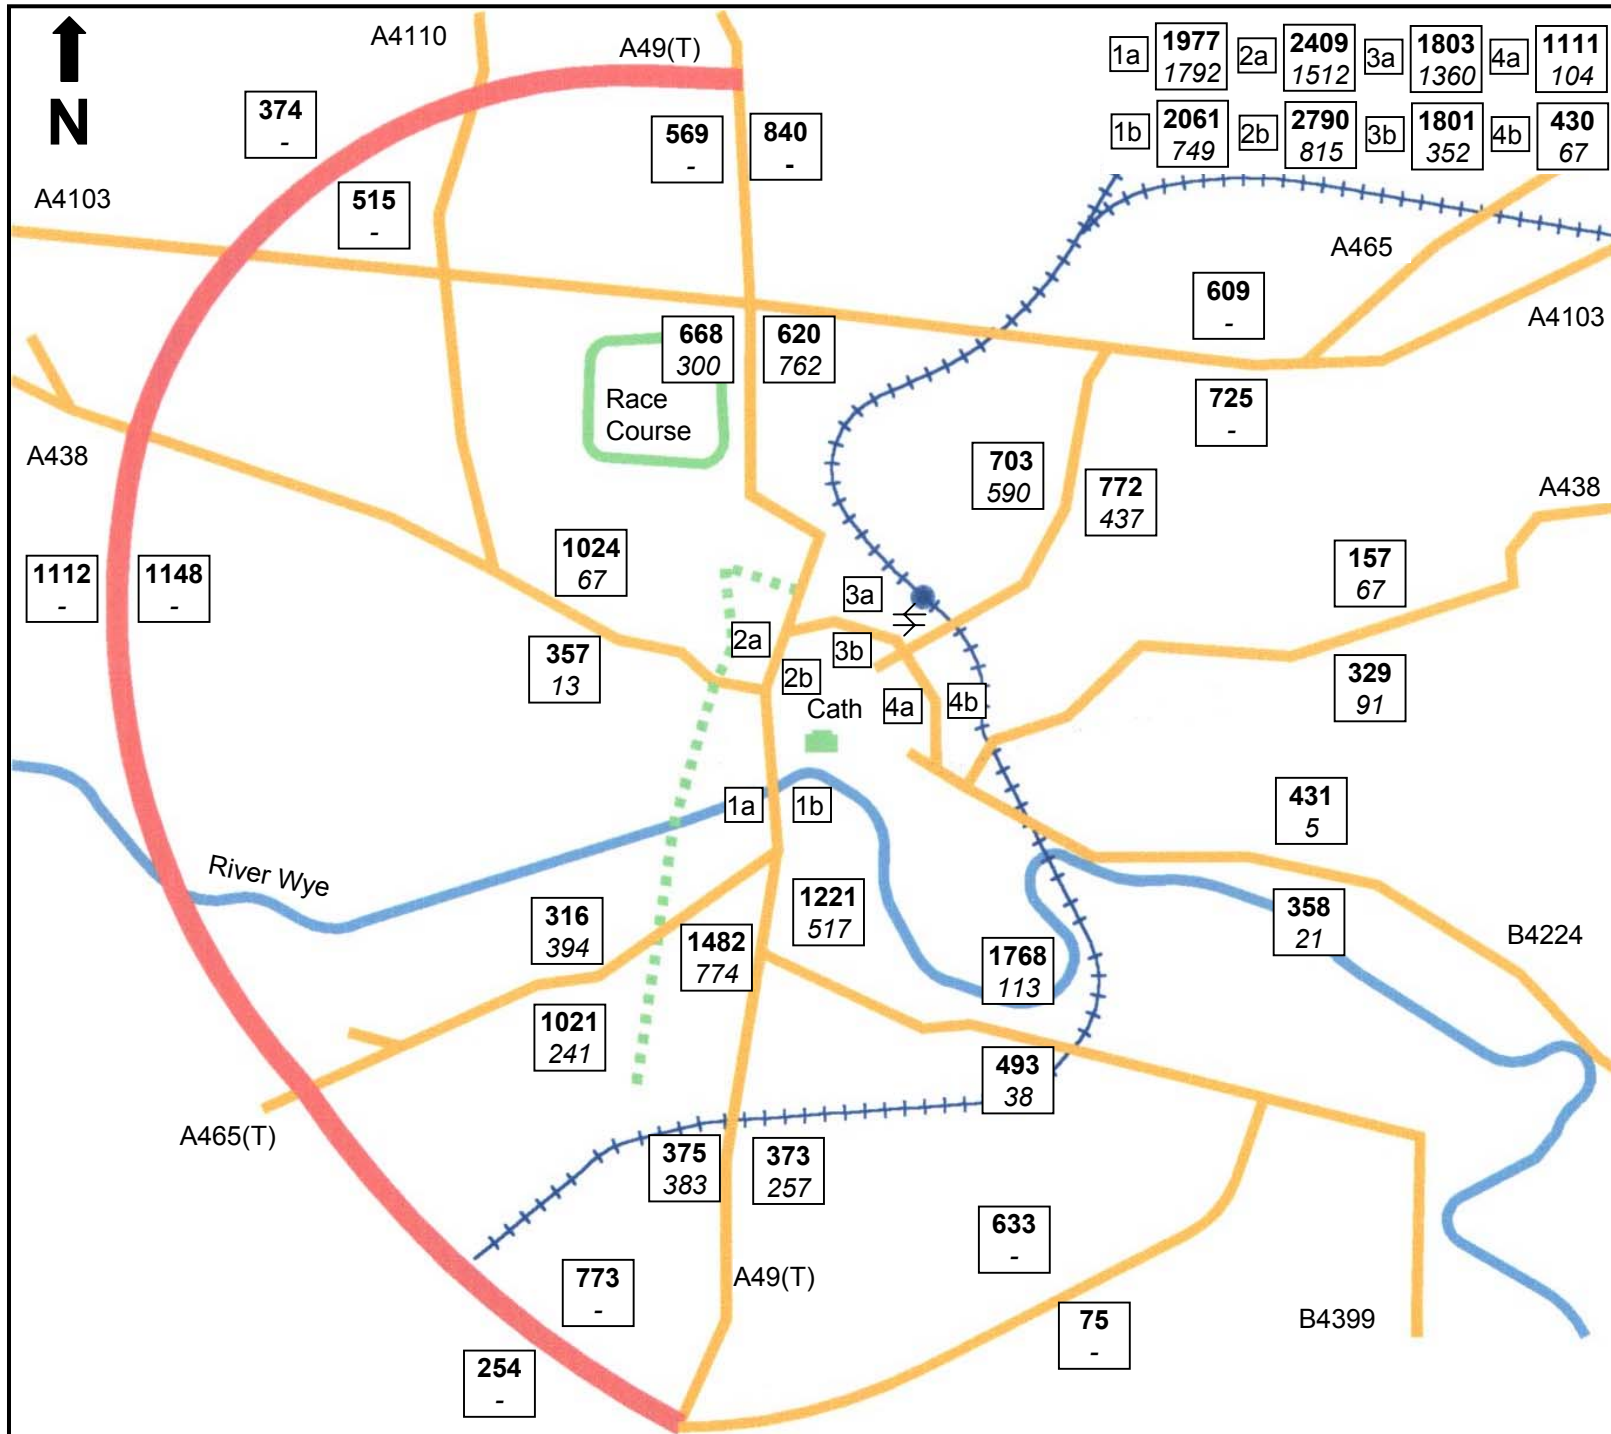 A4110
A49(T)
1a
1977
1792
2a
2409
1512
3a
1803
1360
4a
1111
104
1b
2061
749
2b
2790
815
3b
1801
352
4b
430
67
N
374
-
569
-
840
-
A4103
515
-
A465
609
-
A4103
668
300
620
762
Race
Course
725
-
A438
703
590
772
437
A438
1024
67
157
67
1112
-
1148
-
3a
2a
3b
357
13
2b
329
91
4a
4b
Cath
1a
1b
431
5
River Wye
316
394
1482
774
1221
517
1768
113
358
21
B4224
1021
241
493
38
A465(T)
375
383
373
257
633
-
773
-
A49(T)
75
-
B4399
254
-